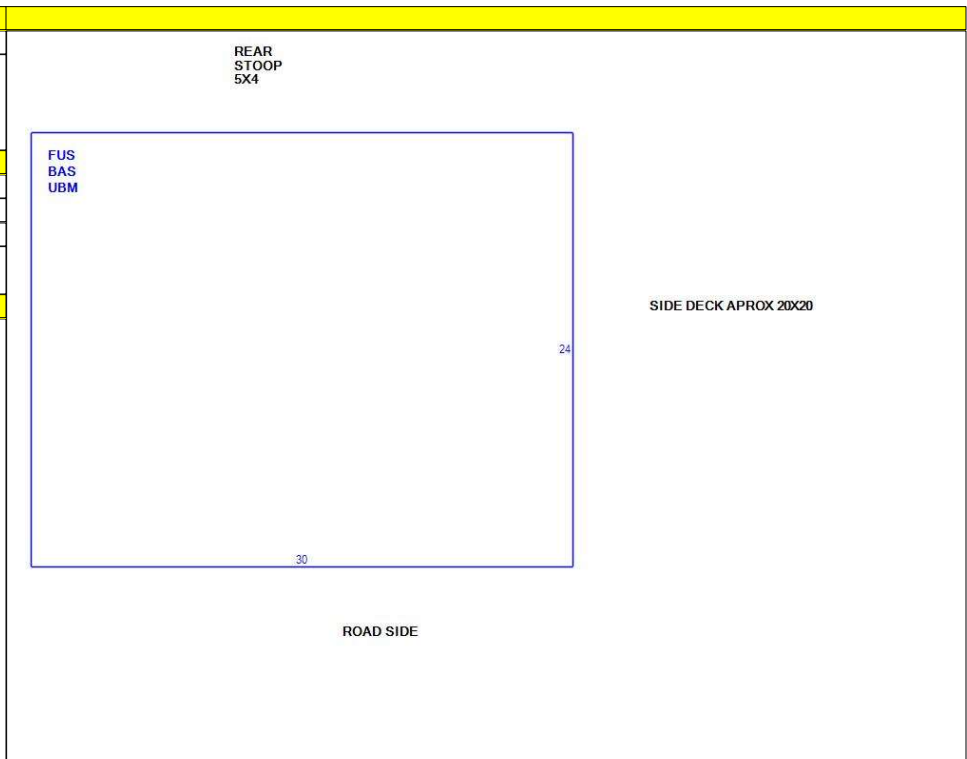 REAR
STOOP
5X4
FUS
BAS
UBM
SIDE DECK APROX 20X20
24
30
ROAD SIDE